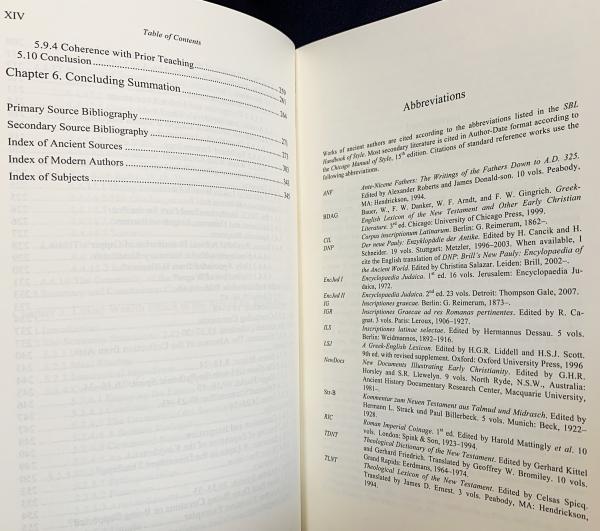 XIV
Table of Contents
5.9.4 Coherence with Prior Teaching 259
5.10 Conclusion 261
Chapter 6. Concluding Summation 264
Primary Source Bibliography 271
Secondary Source Bibliography 273
Index of Ancient Sources 303
Index of Modern Authors 341
Index of Subjects 345
Abbreviations
Works of ancient authors are cited according to the abbreviations listed in the SBL
Handbook of Style. Most secondary literature is cited in Author-Date format according to
the Chicago Manual of Style, 15th edition. Citations of standard reference works use the
following abbreviations.
ANF Ante-Nicene Fathers: The Writings of the Fathers Down to A.D. 325.
Edited by Alexander Roberts and James Donald-son. 10 vols. Peabody,
MA: Hendrickson, 1994.
BDAG Bauer, W., F. W. Danker, W. F. Arndt, and F. W. Gingrich. Greek-
English Lexicon of the New Testament and Other Early Christian
Literature. 3rd ed. Chicago: University of Chicago Press, 1999.
CIL Corpus inscriptionum Latinarum. Berlin: G. Reimerum, 1862–.
DNP Der neue Pauly: Enzyklopädie der Antike. Edited by H. Cancik and H.
Schneider. 19 vols. Stuttgart: Metzler, 1996–2003. When available, I
cite the English translation of DNP: Brill's New Pauly: Encyclopaedia of
the Ancient World. Edited by Christina Salazar. Leiden: Brill, 2002–.
EncJud I Encyclopaedia Judaica. 1st ed. 16 vols. Jerusalem: Encyclopaedia Ju-
daica, 1972.
EncJud II Encyclopaedia Judaica. 2nd ed. 23 vols. Detroit: Thompson Gale, 2007.
IG Inscriptiones graecae. Berlin: G. Reimerum, 1873–.
IGR Inscriptiones Graecae ad res Romanas pertinentes. Edited by R. Ca-
gnat. 3 vols. Paris: Leroux, 1906–1927.
ILS Inscriptiones latinae selectae. Edited by Hermannus Dessau. 5 vols.
Berlin: Weidmannos, 1892–1916.
LSJ A Greek-English Lexicon. Edited by H.G.R. Liddell and H.S.J. Scott.
9th ed. with revised supplement. Oxford: Oxford University Press, 1996
NewDocs New Documents Illustrating Early Christianity. Edited by G.H.R.
Horsley and S.R. Llewelyn. 9 vols. North Ryde, N.S.W., Australia:
Ancient History Documentary Research Center, Macquarie University,
1981–.
Str-B Kommentar zum Neuen Testament aus Talmud und Midrasch. Edited by
Hermann L. Strack und Paul Billerbeck. 5 vols. Munich: Beck, 1922–
1928.
RIC Roman Imperial Coinage. 1st ed. Edited by Harold Mattingly et al. 10
vols. London: Spink & Son, 1923–1994.
TDNT Theological Dictionary of the New Testament. Edited by Gerhard Kittel
and Gerhard Friedrich. Translated by Geoffrey W. Bromiley. 10 vols.
Grand Rapids: Eerdmans, 1964–1974.
TLNT Theological Lexicon of the New Testament. Edited by Celsas Spicq.
Translated by James D. Ernest. 3 vols. Peabody, MA: Hendrickson,
1994.